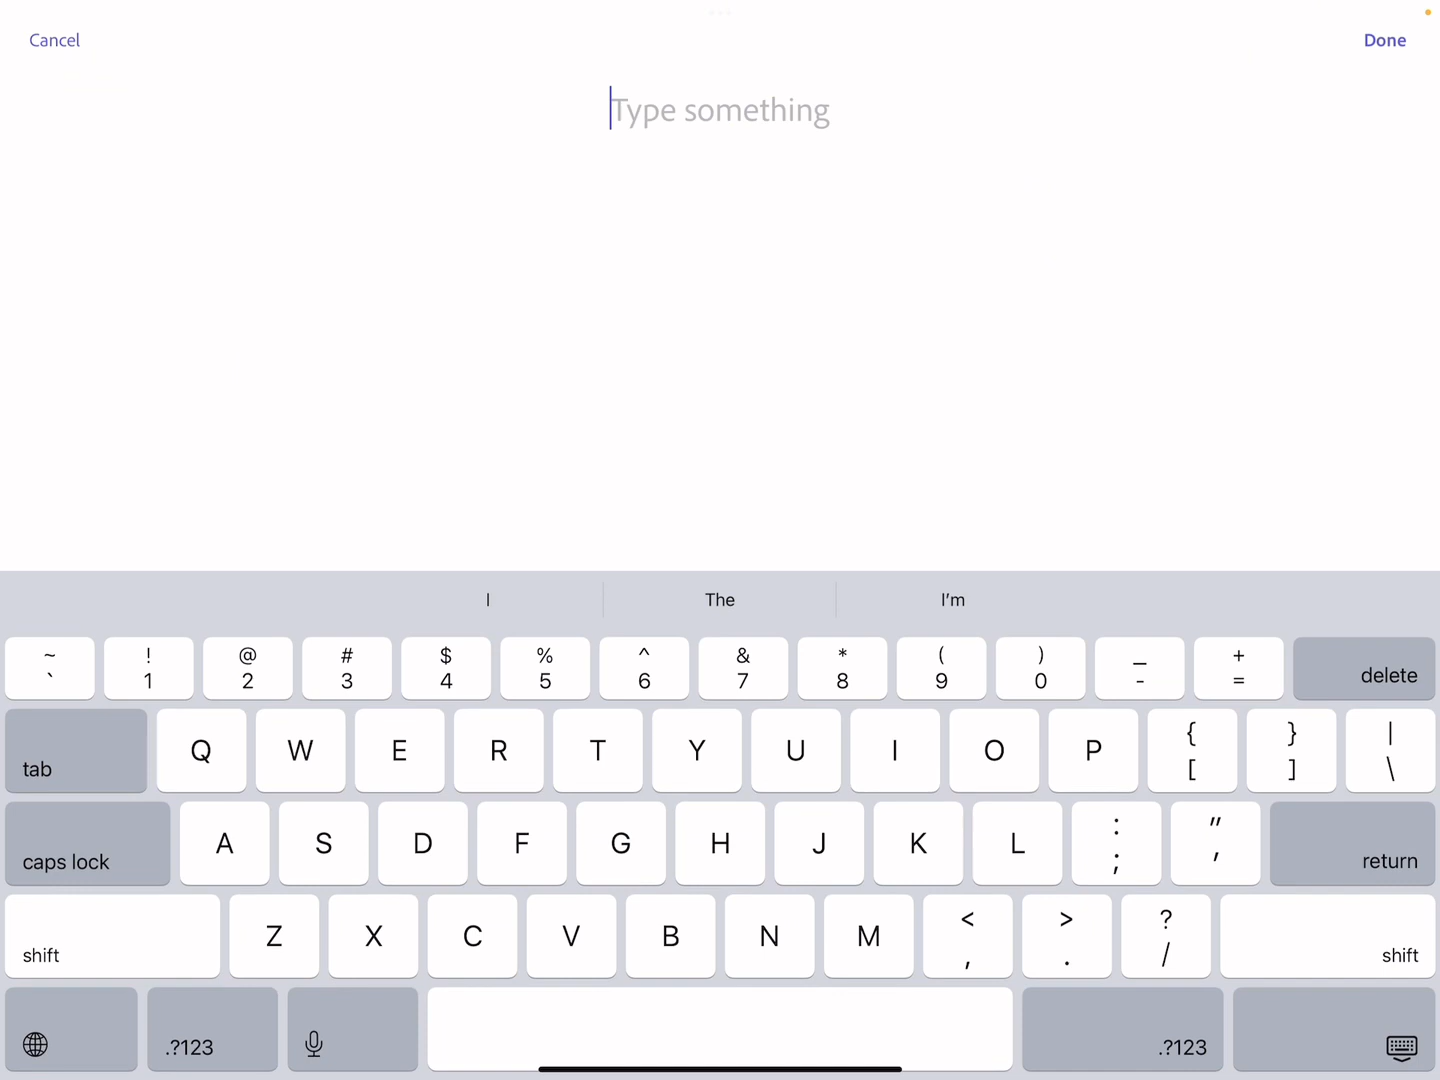 Cancel
Done
Type something
I The I'm
~ ! @ # $ % ^ & * ( ) _ +
` 1 2 3 4 5 6 7 8 9 0 - = delete
tab Q W E R T Y U I O P { [ } ] | \
caps lock A S D F G H J K L : ; " ' return
shift Z X C V B N M < , > . ? / shift
.?123 .?123